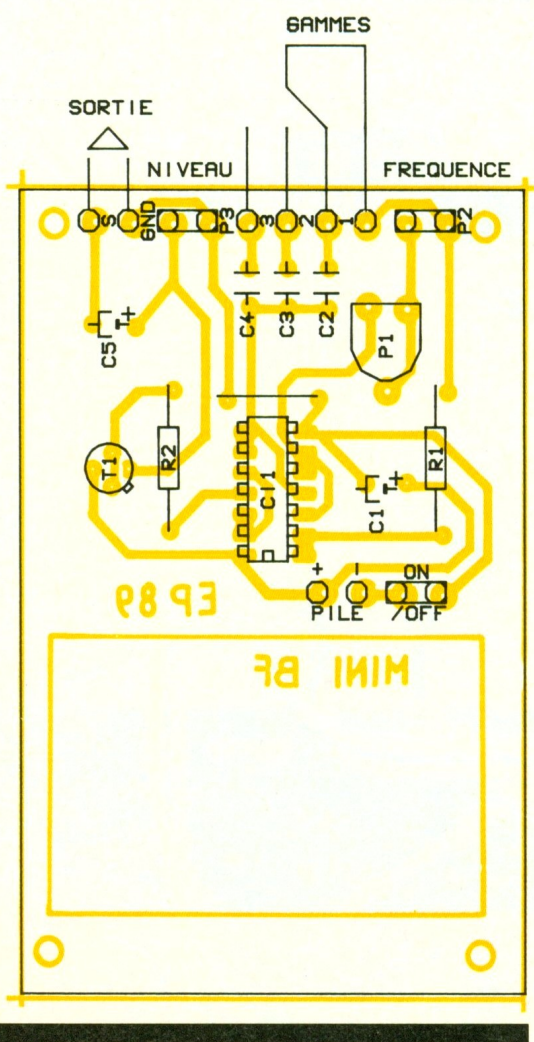 GAMMES
SORTIE
NIVEAU
FREQUENCE
S
GND
P3
3
2
1
P2
C4
C3
C2
C5
+
P1
T1
R2
CI1
R1
C1
+
+
-
ON
/OFF
PILE
EP 89
MINI BF